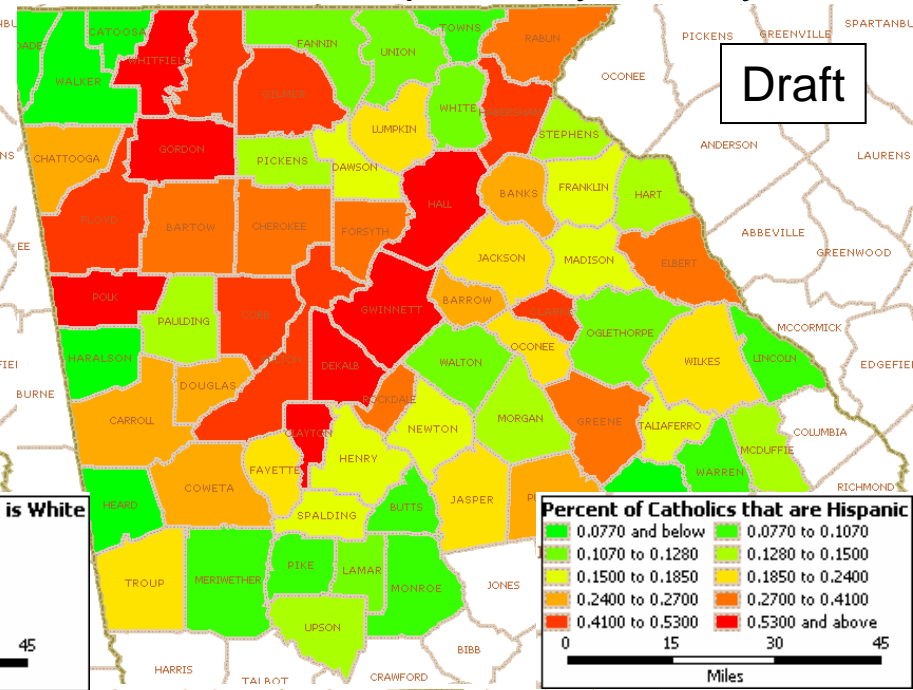 TOWNS
RABUN
PICKENS
GREENVILLE
SPARTANBU
CATOOSA
FANNIN
UNION
ADE
WALKER
WHITFIELD
OCONEE
Draft
GILMER
WHITE
LUMPKIN
STEPHENS
ANDERSON
LAURENS
NS
CHATTOOGA
GORDON
PICKENS
DAWSON
BANKS
FRANKLIN
HART
HALL
FLOYD
BARTOW
CHEROKEE
FORSYTH
ABBEVILLE
EE
JACKSON
MADISON
ELBERT
GREENWOOD
POLK
BARROW
GWINNETT
COBB
PAULDING
OGLETHORPE
MCCORMICK
OCONEE
HARALSON
WALTON
WILKES
LINCOLN
FIEL
EDGEFIEL
DEKALB
DOUGLAS
BURNE
ROCKDALE
CARROLL
MORGAN
GREENE
TALIAFERRO
NEWTON
CLAYTON
COLUMBIA
HENRY
MCDUFFIE
FAYETTE
WARREN
COWETA
RICHMOND
HEARD
BUTTS
JASPER
P
SPALDING
is White
Percent of Catholics that are Hispanic
0.0770 and below 0.0770 to 0.1070
0.1070 to 0.1280 0.1280 to 0.1500
0.1500 to 0.1850 0.1850 to 0.2400
0.2400 to 0.2700 0.2700 to 0.4100
0.4100 to 0.5300 0.5300 and above
0 15 30 45
Miles
45
TROUP
MERIWETHER
PIKE
LAMAR
MONROE
JONES
UPSON
BIBB
HARRIS
TALBOT
CRAWFORD